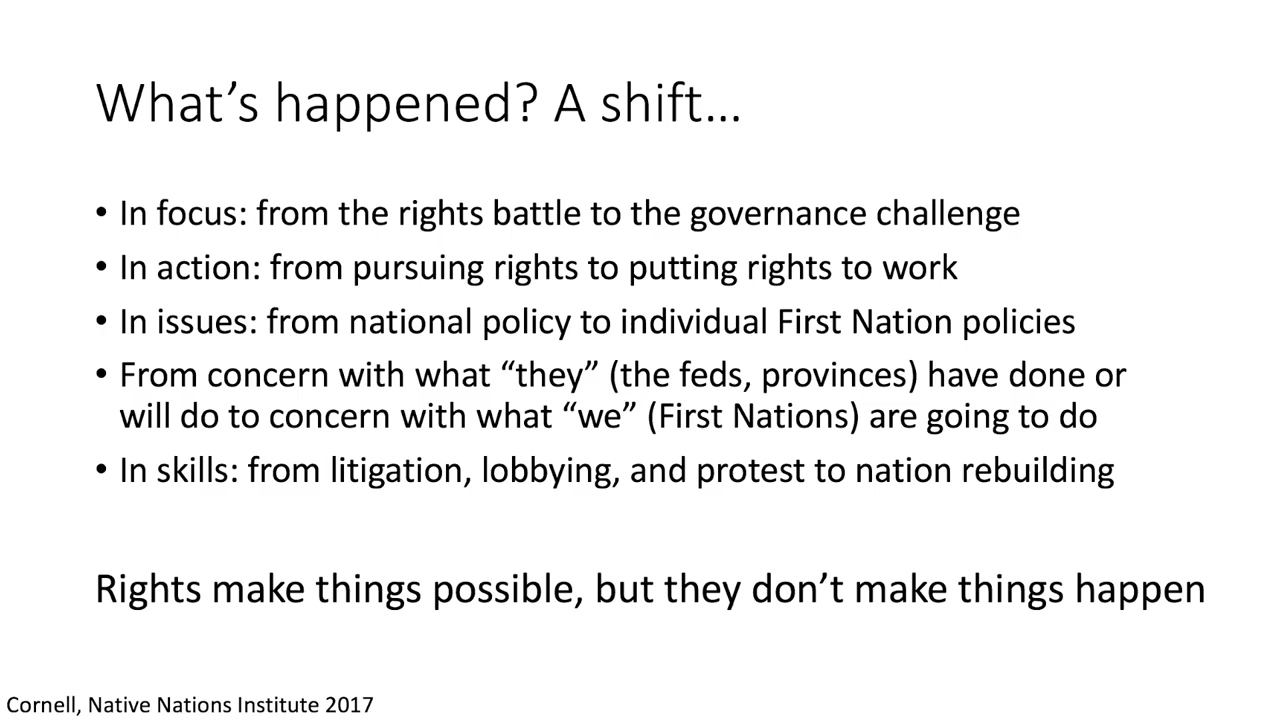 What’s happened? A shift…
• In focus: from the rights battle to the governance challenge
• In action: from pursuing rights to putting rights to work
• In issues: from national policy to individual First Nation policies
• From concern with what “they” (the feds, provinces) have done or
will do to concern with what “we” (First Nations) are going to do
• In skills: from litigation, lobbying, and protest to nation rebuilding
Rights make things possible, but they don’t make things happen
Cornell, Native Nations Institute 2017